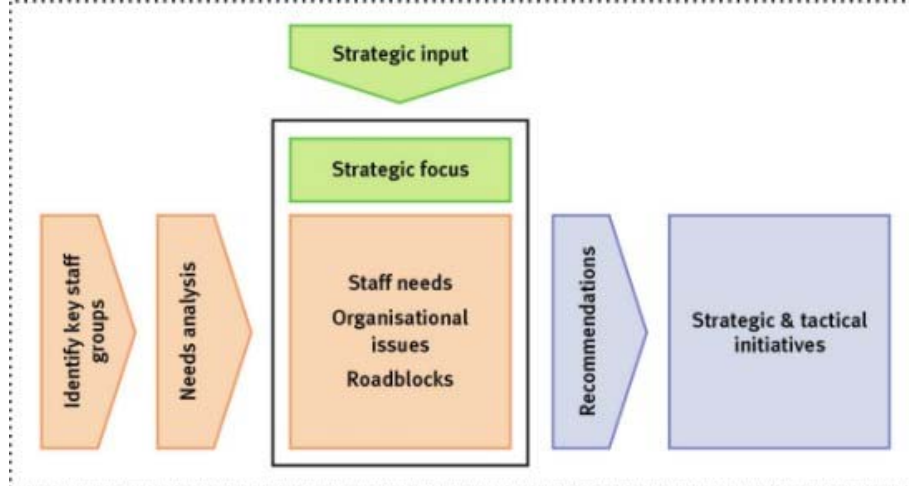 Strategic input
Strategic focus
Identify key staff
groups
Needs analysis
Staff needs
Organisational
issues
Roadblocks
Recommendations
Strategic & tactical
initiatives